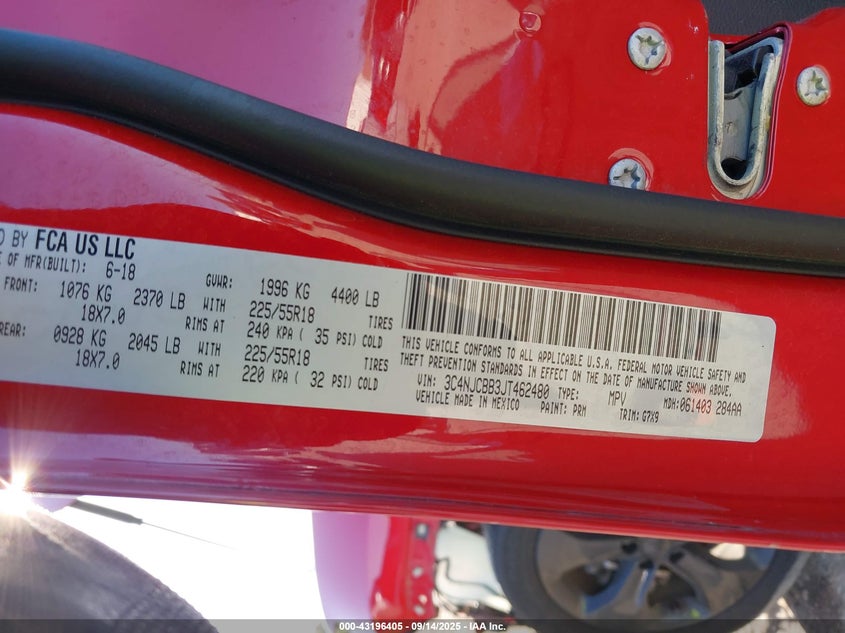 D BY FCA US LLC
E OF MFR(BUILT): 6-18 GVWR: 1996 KG 4400 LB
FRONT: 1076 KG 2370 LB WITH 225/55R18 TIRES
18X7.0 RIMS AT 240 KPA ( 35 PSI) COLD
REAR: 0928 KG 2045 LB WITH 225/55R18 TIRES
18X7.0 RIMS AT 220 KPA ( 32 PSI) COLD
THIS VEHICLE CONFORMS TO ALL APPLICABLE U.S.A. FEDERAL MOTOR VEHICLE SAFETY AND
THEFT PREVENTION STANDARDS IN EFFECT ON THE DATE OF MANUFACTURE SHOWN ABOVE.
VIN: 3C4NJCBB3JT462480 TYPE: MPV MDH:061403 284AA
VEHICLE MADE IN MEXICO PAINT: PRM TRIM: G7X9
000-43196405 - 09/14/2025 - IAA Inc.